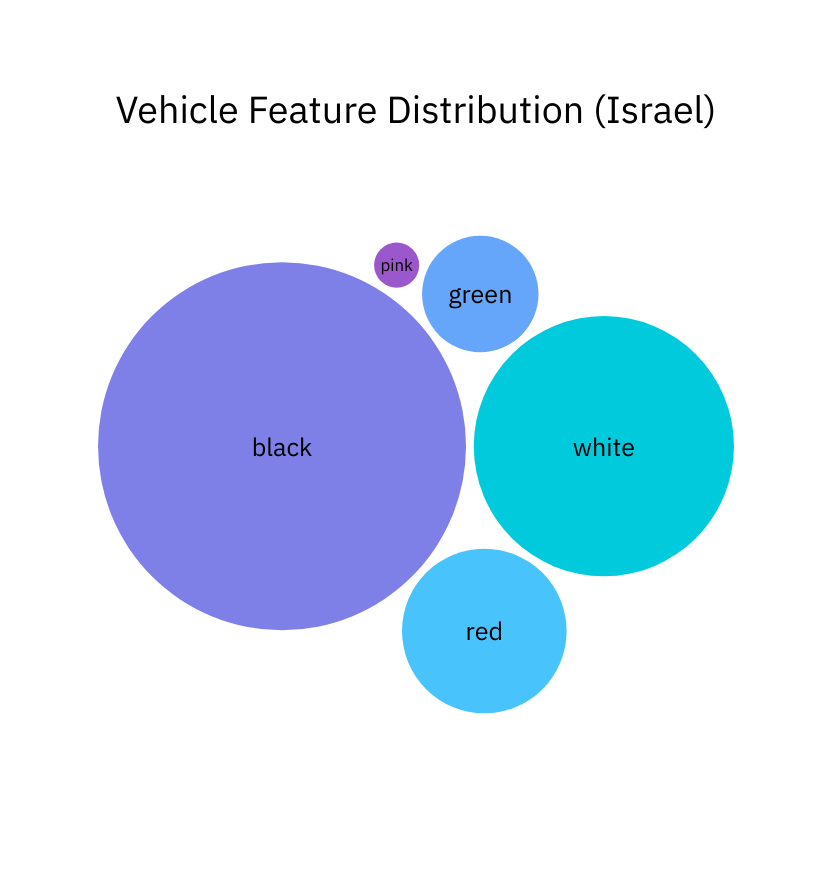 Vehicle Feature Distribution (Israel)
pink
green
black
white
red